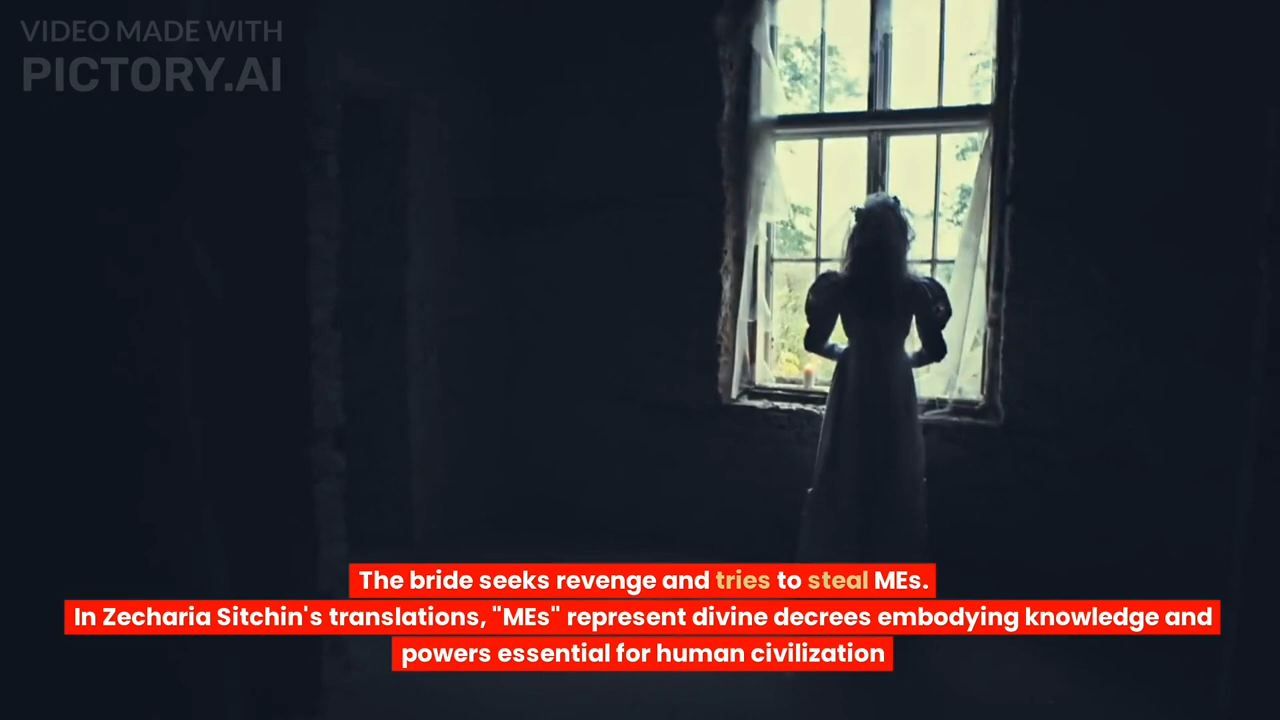 VIDEO MADE WITH
PICTORY.AI
The bride seeks revenge and tries to steal MEs.
In Zecharia Sitchin's translations, "MEs" represent divine decrees embodying knowledge and
powers essential for human civilization